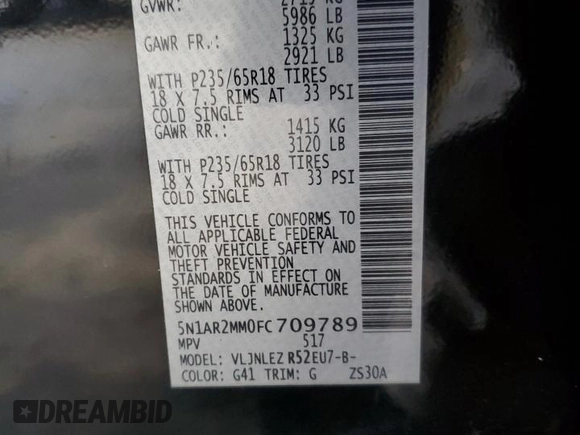 GVWR: 2715 KG
5986 LB
GAWR FR.: 1325 KG
2921 LB
WITH P235/65R18 TIRES
18 X 7.5 RIMS AT 33 PSI
COLD SINGLE
GAWR RR.: 1415 KG
3120 LB
WITH P235/65R18 TIRES
18 X 7.5 RIMS AT 33 PSI
COLD SINGLE
THIS VEHICLE CONFORMS TO
ALL APPLICABLE FEDERAL
MOTOR VEHICLE SAFETY AND
THEFT PREVENTION
STANDARDS IN EFFECT ON
THE DATE OF MANUFACTURE
SHOWN ABOVE.
5N1AR2MM0FC709789
MPV 517
MODEL: VLJNLEZ R52EU7-B-
COLOR: G41 TRIM: G ZS30A
DREAMBID